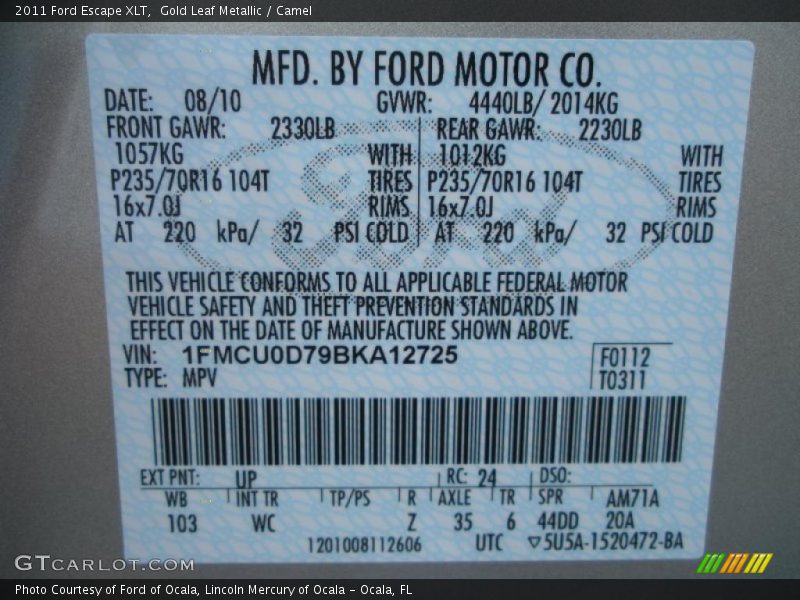 2011 Ford Escape XLT, Gold Leaf Metallic / Camel
MFD. BY FORD MOTOR CO.
DATE: 08/10 GVWR: 4440LB/ 2014KG
FRONT GAWR: 2330LB REAR GAWR: 2230LB
1057KG WITH 1012KG WITH
P235/70R16 104T TIRES P235/70R16 104T TIRES
16x7.0J RIMS 16x7.0J RIMS
AT 220 kPa/ 32 PSI COLD AT 220 kPa/ 32 PSI COLD
Ford
THIS VEHICLE CONFORMS TO ALL APPLICABLE FEDERAL MOTOR
VEHICLE SAFETY AND THEFT PREVENTION STANDARDS IN
EFFECT ON THE DATE OF MANUFACTURE SHOWN ABOVE.
VIN: 1FMCU0D79BKA12725 F0112
TYPE: MPV T0311
EXT PNT: UP RC: 24 DSO:
WB INT TR TP/PS R AXLE TR SPR AM71A
103 WC Z 35 6 44DD 20A
1201008112606 UTC ▽5U5A-1520472-BA
GTCARLOT.COM
Photo Courtesy of Ford of Ocala, Lincoln Mercury of Ocala – Ocala, FL